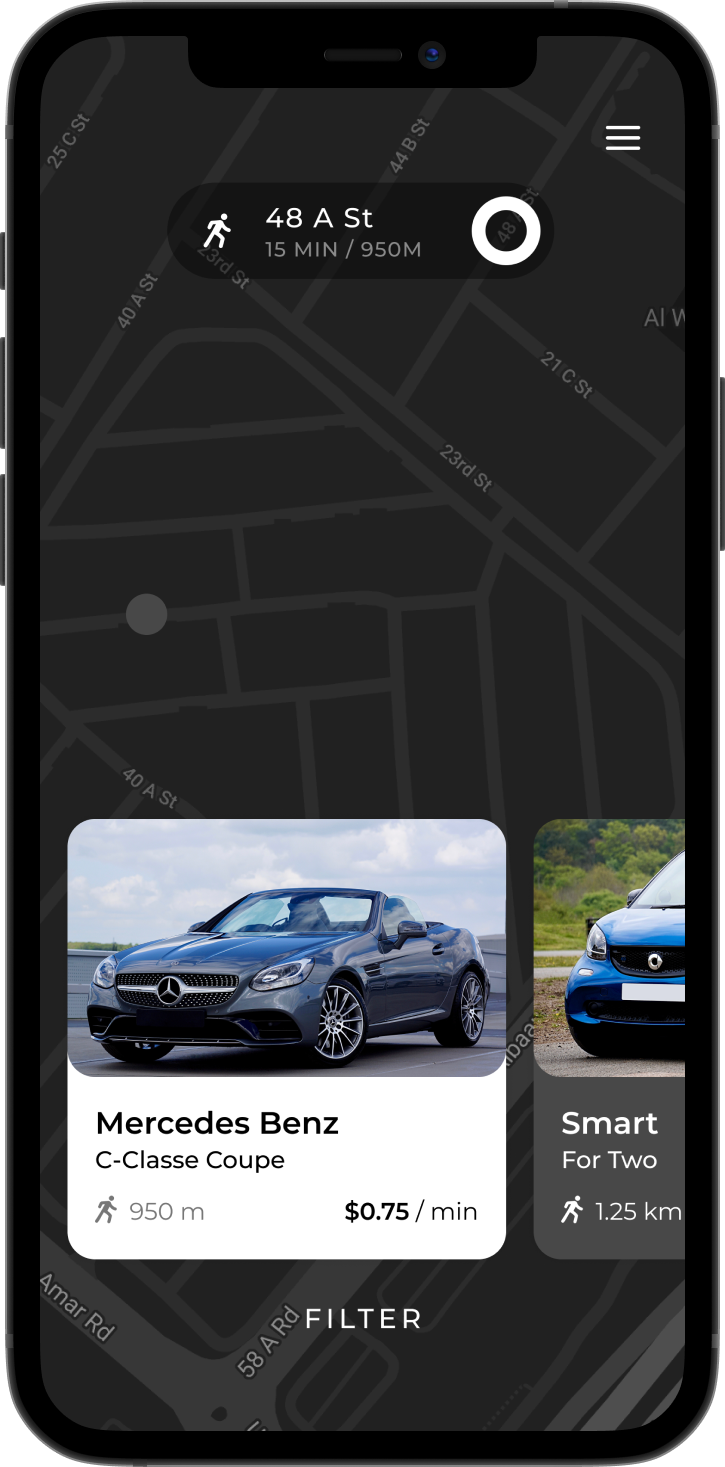 25 C St
44 B St
48 A St
15 MIN / 950M
48 A St
23rd St
40 A St
Al W
21 C St
23rd St
40 A St
Mercedes Benz
C-Classe Coupe
950 m
$0.75 / min
Smart
For Two
1.25 km
Amar Rd
58 A Rd
FILTER